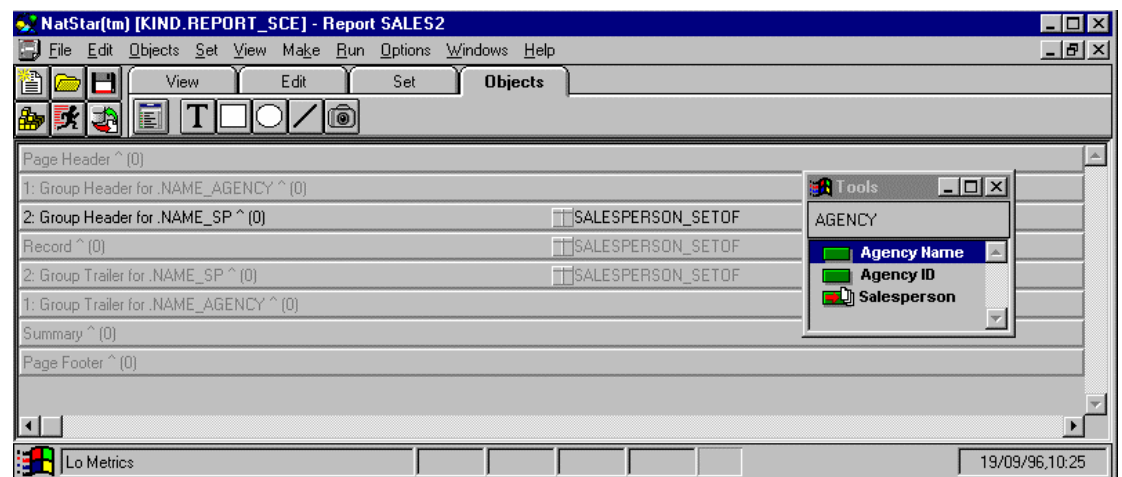 NatStar(tm) [KIND.REPORT_SCE] - Report SALES2
File Edit Objects Set View Make Run Options Windows Help
View Edit Set Objects
T
Page Header ^ (0)
1: Group Header for .NAME_AGENCY ^ (0)
2: Group Header for .NAME_SP ^ (0) SALESPERSON_SETOF
Record ^ (0) SALESPERSON_SETOF
2: Group Trailer for .NAME_SP ^ (0) SALESPERSON_SETOF
1: Group Trailer for .NAME_AGENCY ^ (0)
Summary ^ (0)
Page Footer ^ (0)
Tools
AGENCY
Agency Name
Agency ID
Salesperson
Lo Metrics 19/09/96,10:25